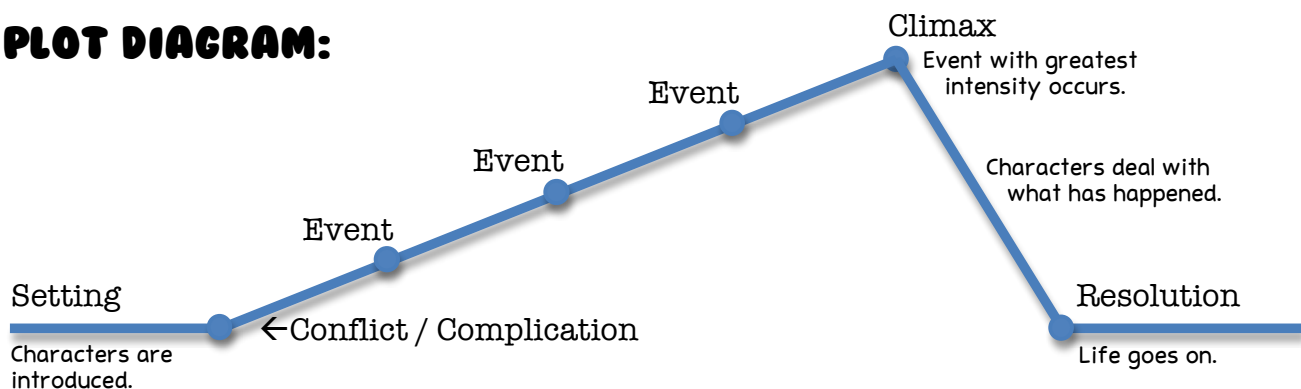 PLOT DIAGRAM:
Climax
Event with greatest
intensity occurs.
Event
Event
Characters deal with
what has happened.
Event
Setting
Resolution
←Conflict / Complication
Characters are
introduced.
Life goes on.